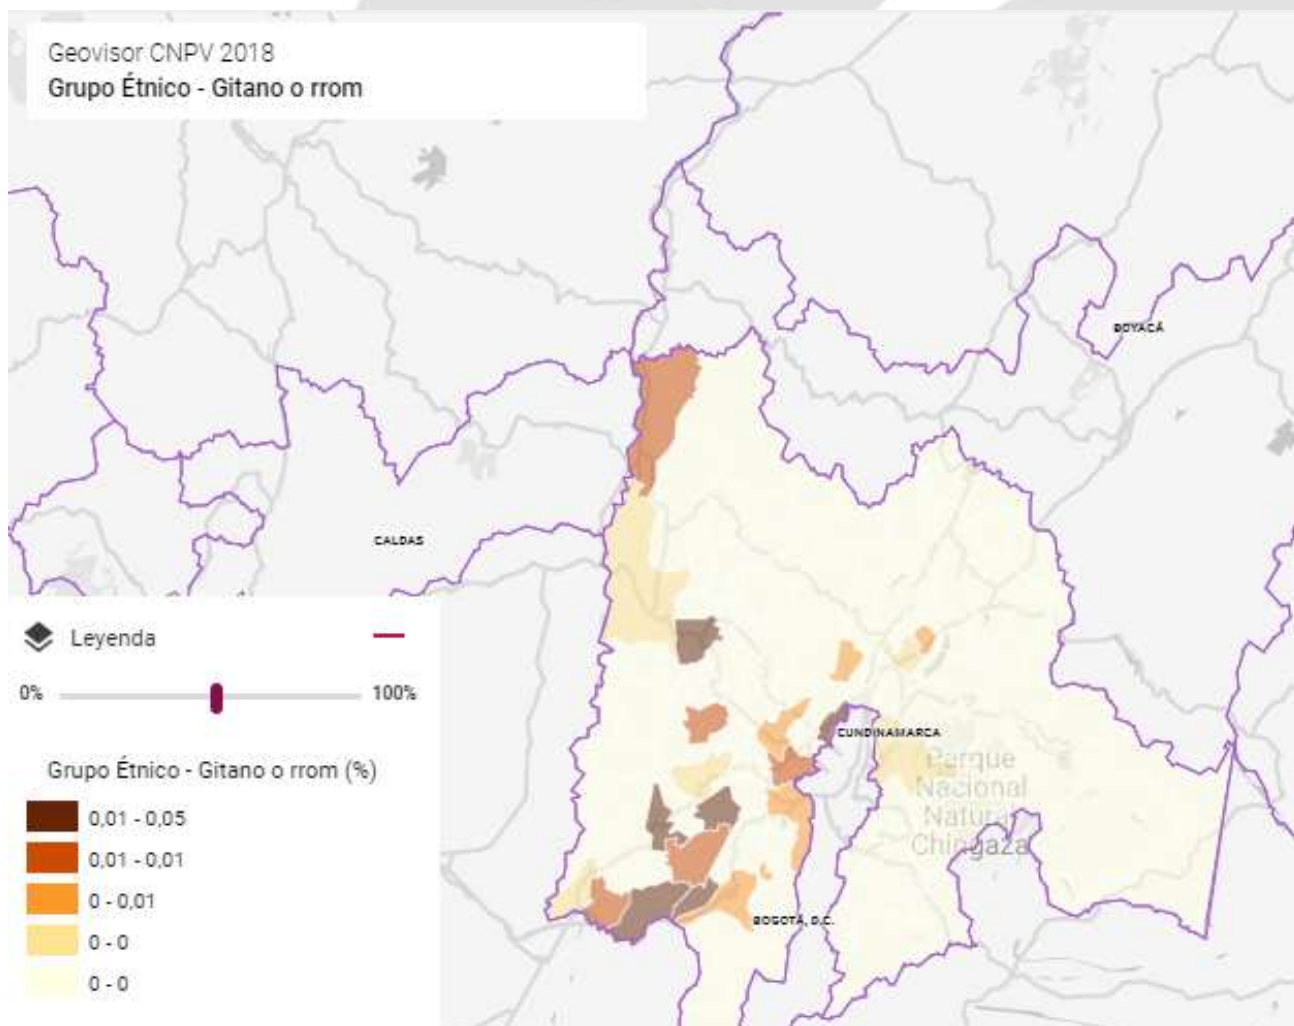 Geovisor CNPV 2018
Grupo Étnico - Gitano o rrom
BOYACÁ
CALDAS
Leyenda
0%
100%
CUNDINAMARCA
Parque
Nacional
Natural
Chingaza
Grupo Étnico - Gitano o rrom (%)
0,01 - 0,05
0,01 - 0,01
0 - 0,01
0 - 0
0 - 0
BOGOTÁ, D.C.